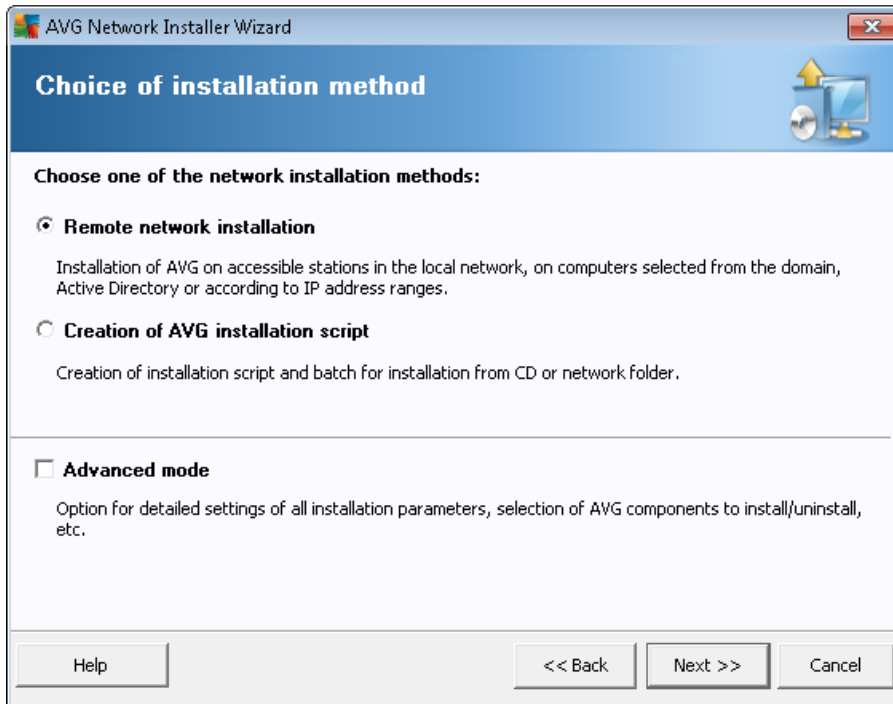 AVG Network Installer Wizard
Choice of installation method
Choose one of the network installation methods:
Remote network installation
Installation of AVG on accessible stations in the local network, on computers selected from the domain,
Active Directory or according to IP address ranges.
Creation of AVG installation script
Creation of installation script and batch for installation from CD or network folder.
Advanced mode
Option for detailed settings of all installation parameters, selection of AVG components to install/uninstall,
etc.
Help
<< Back
Next >>
Cancel